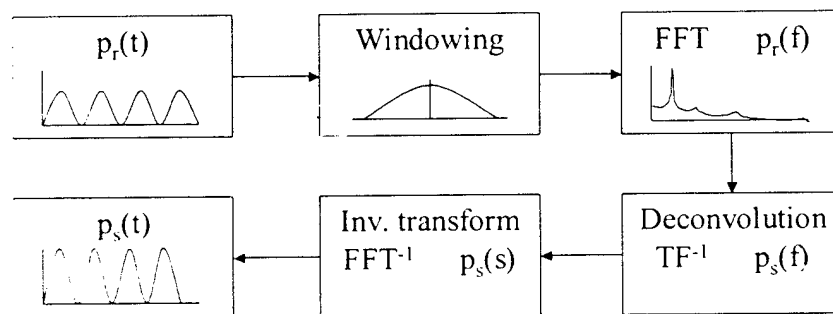 p_r(t)
Windowing
FFT p_r(f)
p_s(t)
Inv. transform
FFT^-1 p_s(s)
Deconvolution
TF^-1 p_s(f)